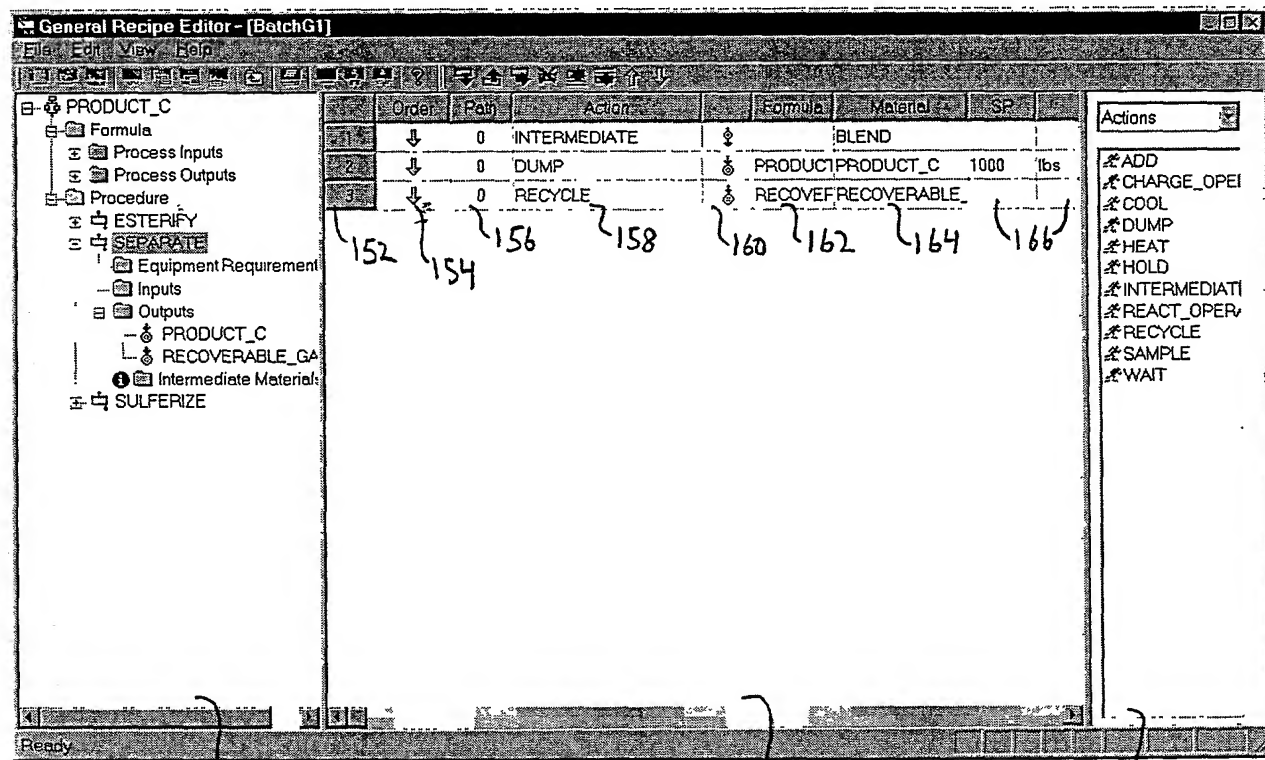 General Recipe Editor - [BatchG1]
File Edit View Help
PRODUCT_C
Formula
Process Inputs
Process Outputs
Procedure
ESTERIFY
SEPARATE
Equipment Requirement
Inputs
Outputs
PRODUCT_C
RECOVERABLE_GA
Intermediate Materials
SULFERIZE
Order Path Action Formula Material SP
1 0 INTERMEDIATE BLEND
2 0 DUMP PRODUCT PRODUCT_C 1000 lbs
3 0 RECYCLE RECOVEF RECOVERABLE_
152 154 156 158 160 162 164 166
Actions
ADD
CHARGE_OPEI
COOL
DUMP
HEAT
HOLD
INTERMEDIATI
REACT_OPER
RECYCLE
SAMPLE
WAIT
Ready